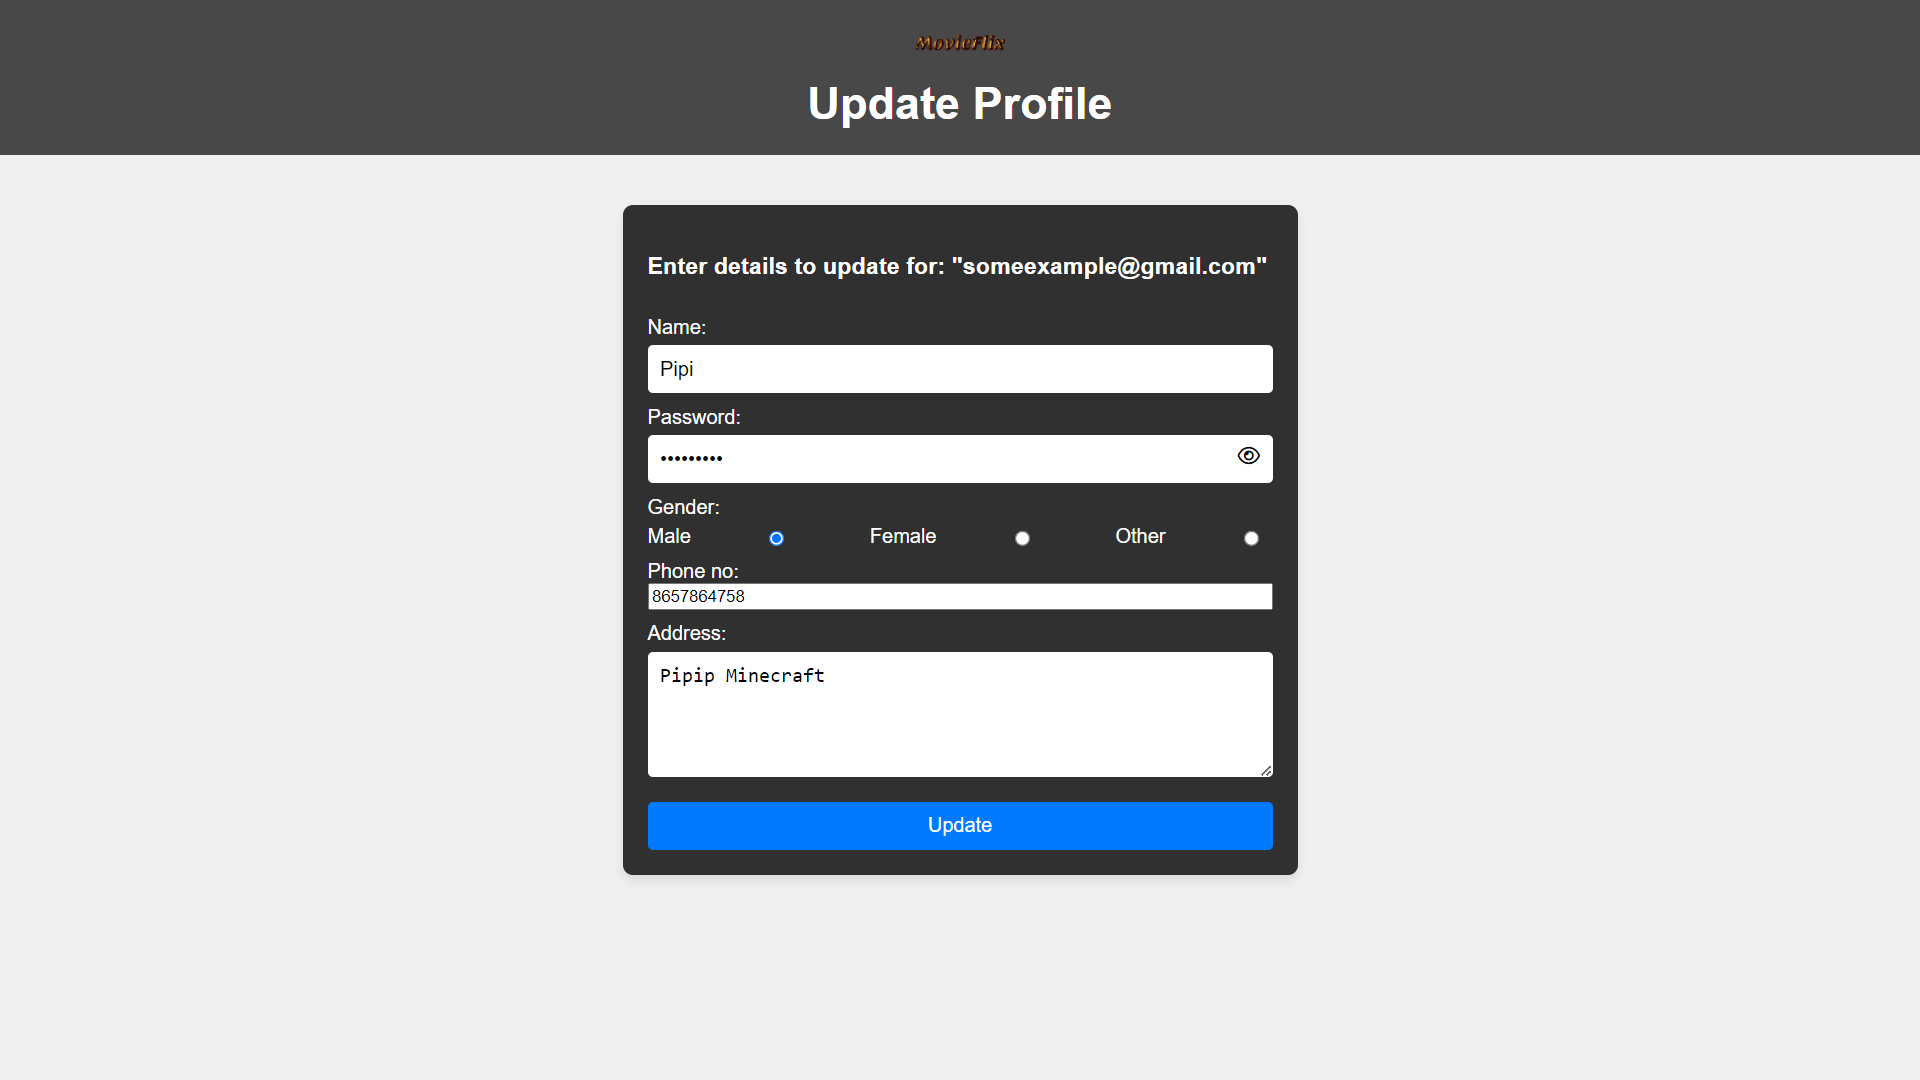 MovieFlix
Update Profile
Enter details to update for: "someexample@gmail.com"
Name:
Pipi
Password:
•••••••••
Gender:
Male Female Other
Phone no:
8657864758
Address:
Pipip Minecraft
Update